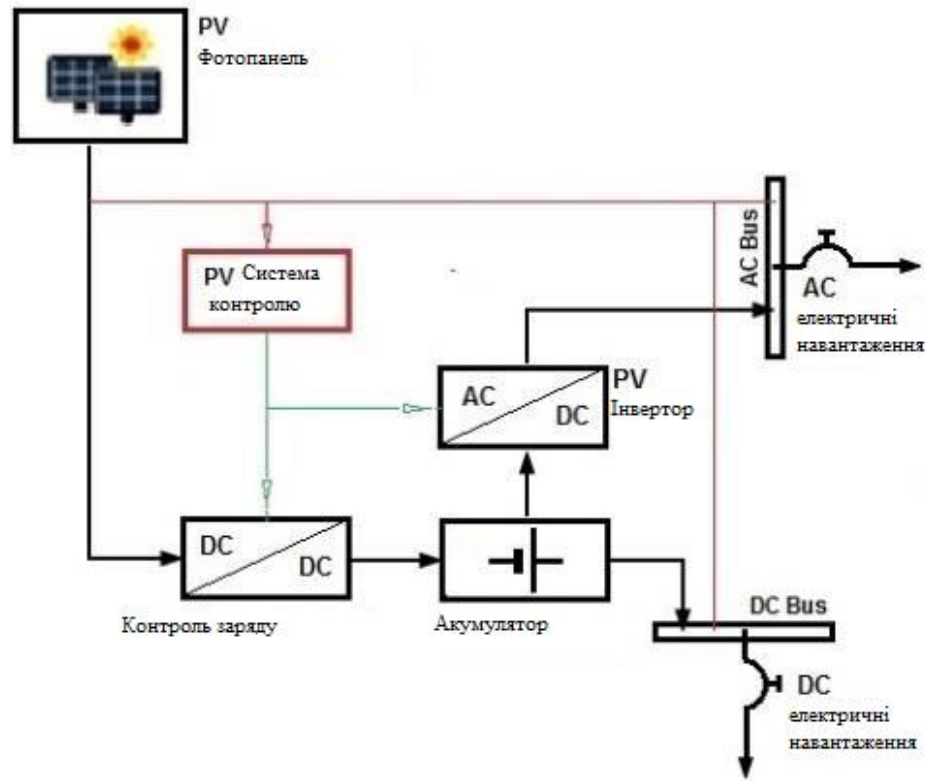 PV
Фотопанель
AC Bus
PV Система
контролю
AC
електричні
навантаження
AC
DC
PV
Інвертор
DC
DC
Контроль заряду
Акумулятор
DC Bus
DC
електричні
навантаження